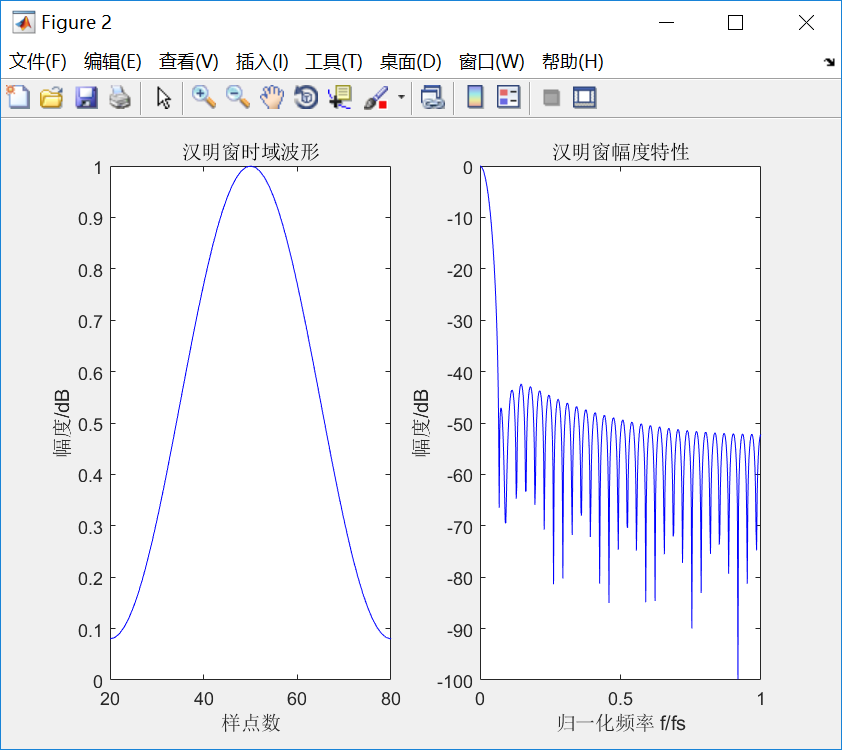 Figure 2
文件(F) 编辑(E) 查看(V) 插入(I) 工具(T) 桌面(D) 窗口(W) 帮助(H)
汉明窗时域波形
1
0.9
0.8
0.7
0.6
0.5
0.4
0.3
0.2
0.1
0
幅度/dB
20 40 60 80
样点数
汉明窗幅度特性
0
-10
-20
-30
-40
-50
-60
-70
-80
-90
-100
幅度/dB
0 0.5 1
归一化频率 f/fs